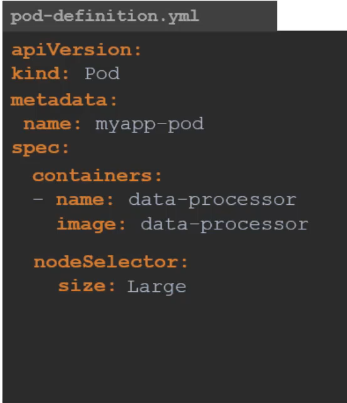 pod-definition.yml
apiVersion:
kind: Pod
metadata:
name: myapp-pod
spec:
containers:
- name: data-processor
image: data-processor
nodeSelector:
size: Large